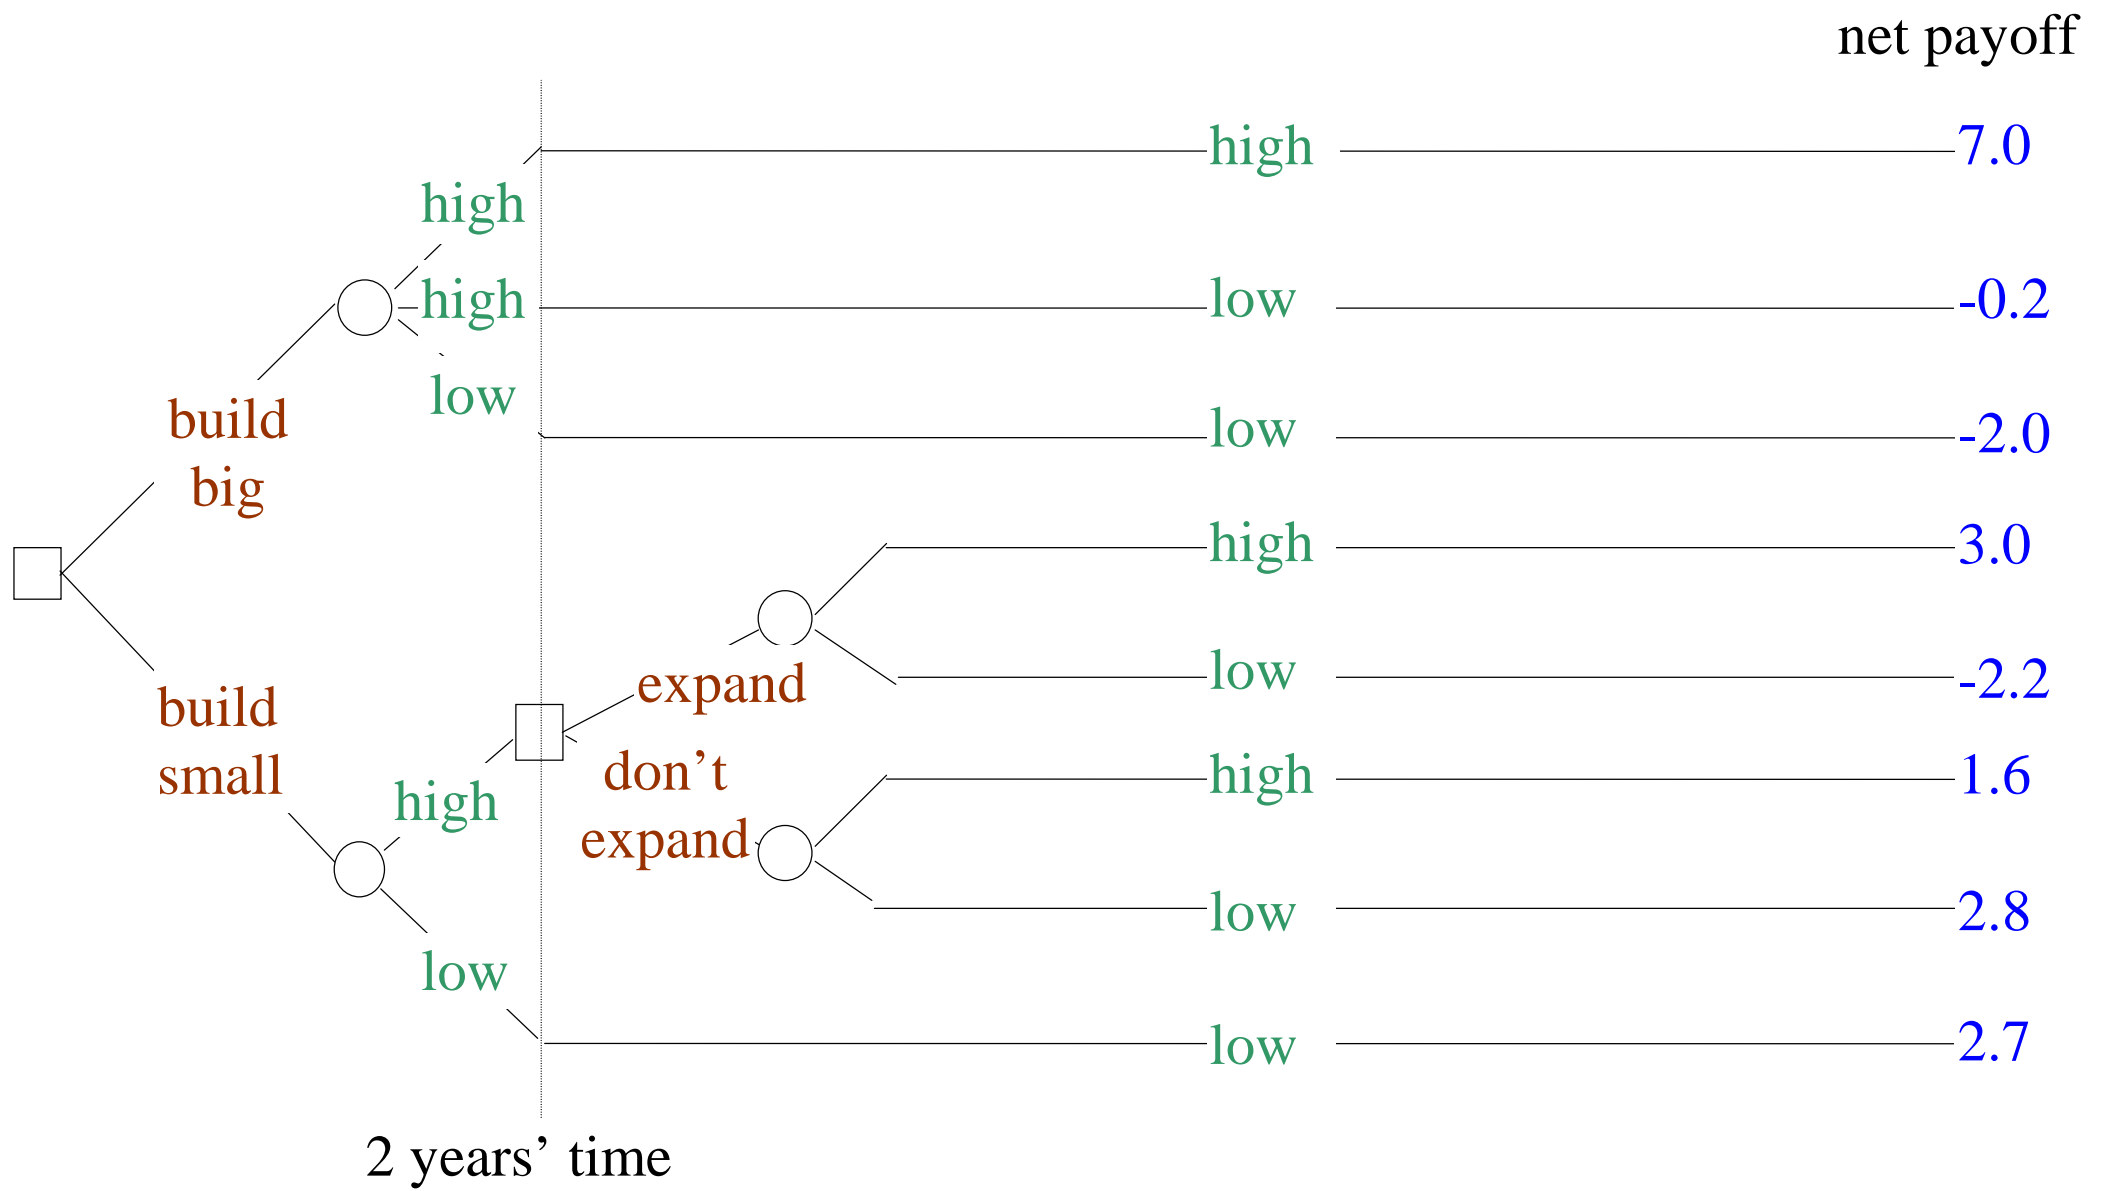 net payoff
high high 7.0
high low -0.2
low low -2.0
build
big
high 3.0
low -2.2
expand
build
small
high
don’t
expand
high 1.6
low 2.8
low low 2.7
2 years’ time